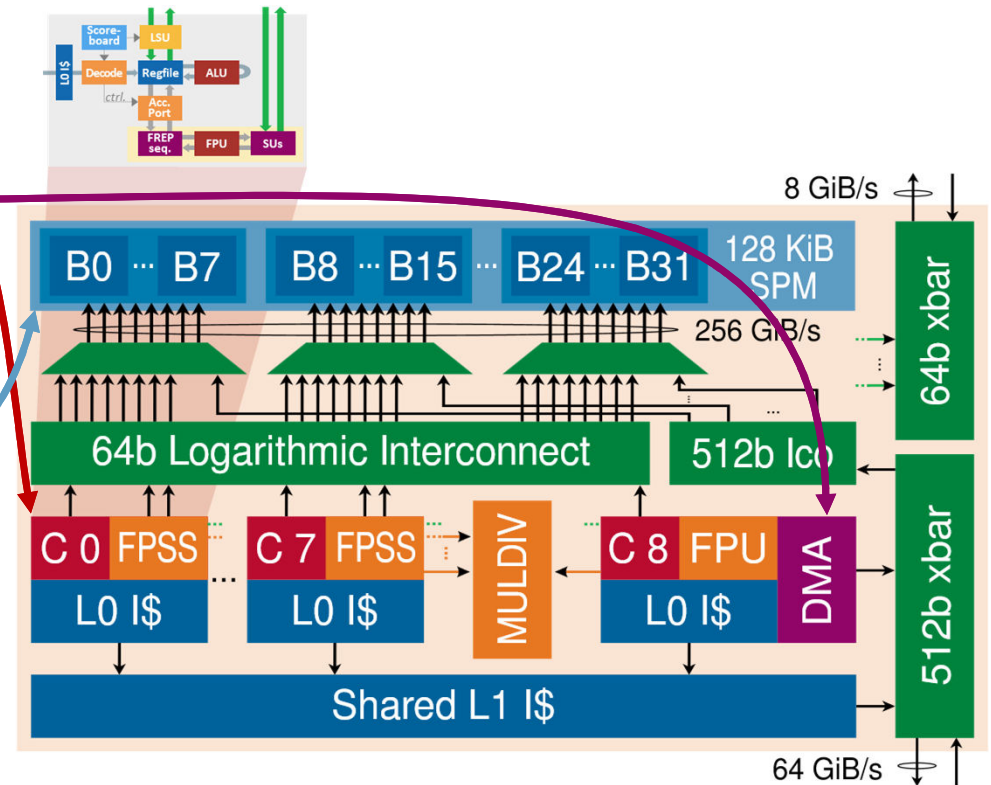 Score-
board
LSU
L0 I$
Decode
Regfile
ALU
ctrl.
Acc.
Port
FREP
seq.
FPU
SUs
8 GiB/s
B0 ... B7
B8 ... B15
...
B24 ... B31
128 KiB
SPM
256 GiB/s
64b xbar
64b Logarithmic Interconnect
512b Ico
C 0
FPSS
L0 I$
...
C 7
FPSS
L0 I$
MULDIV
C 8
FPU
L0 I$
DMA
512b xbar
Shared L1 I$
64 GiB/s